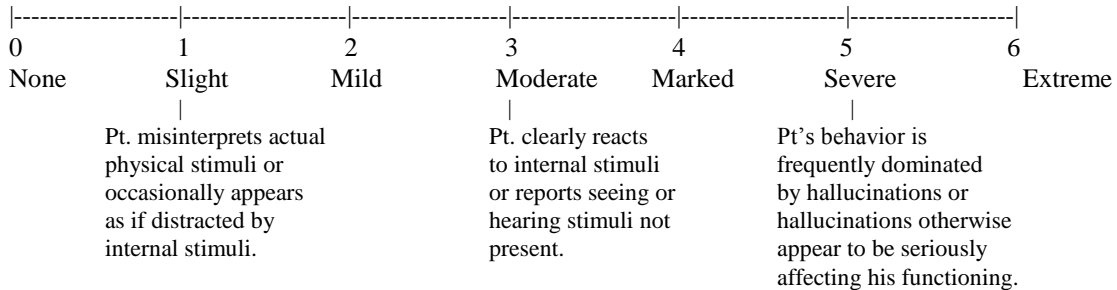 |-------------------|-------------------|-------------------|-------------------|-------------------|-------------------|
0 1 2 3 4 5 6
None Slight Mild Moderate Marked Severe Extreme
| | |
Pt. misinterprets actual
physical stimuli or
occasionally appears
as if distracted by
internal stimuli.
Pt. clearly reacts
to internal stimuli
or reports seeing or
hearing stimuli not
present.
Pt's behavior is
frequently dominated
by hallucinations or
hallucinations otherwise
appear to be seriously
affecting his functioning.